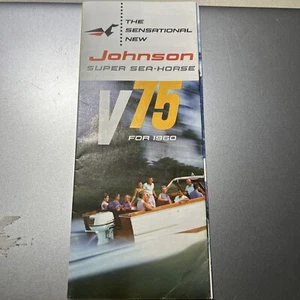 THE
SENSATIONAL
NEW
Johnson
SUPER SEA-HORSE
V75
FOR 1960